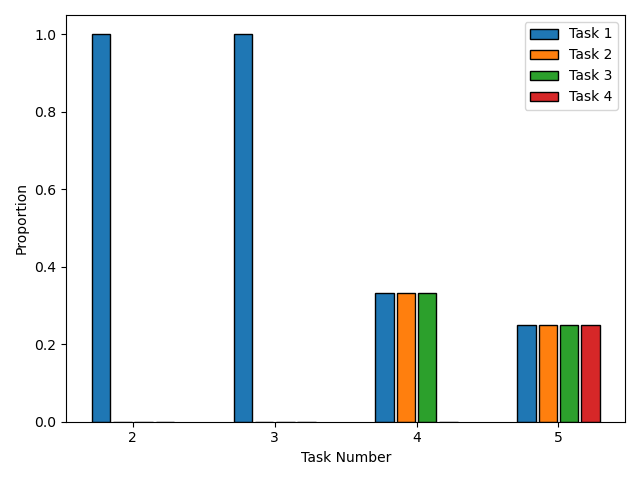 1.0
0.8
0.6
0.4
0.2
0.0
Proportion
2 3 4 5
Task Number
Task 1
Task 2
Task 3
Task 4